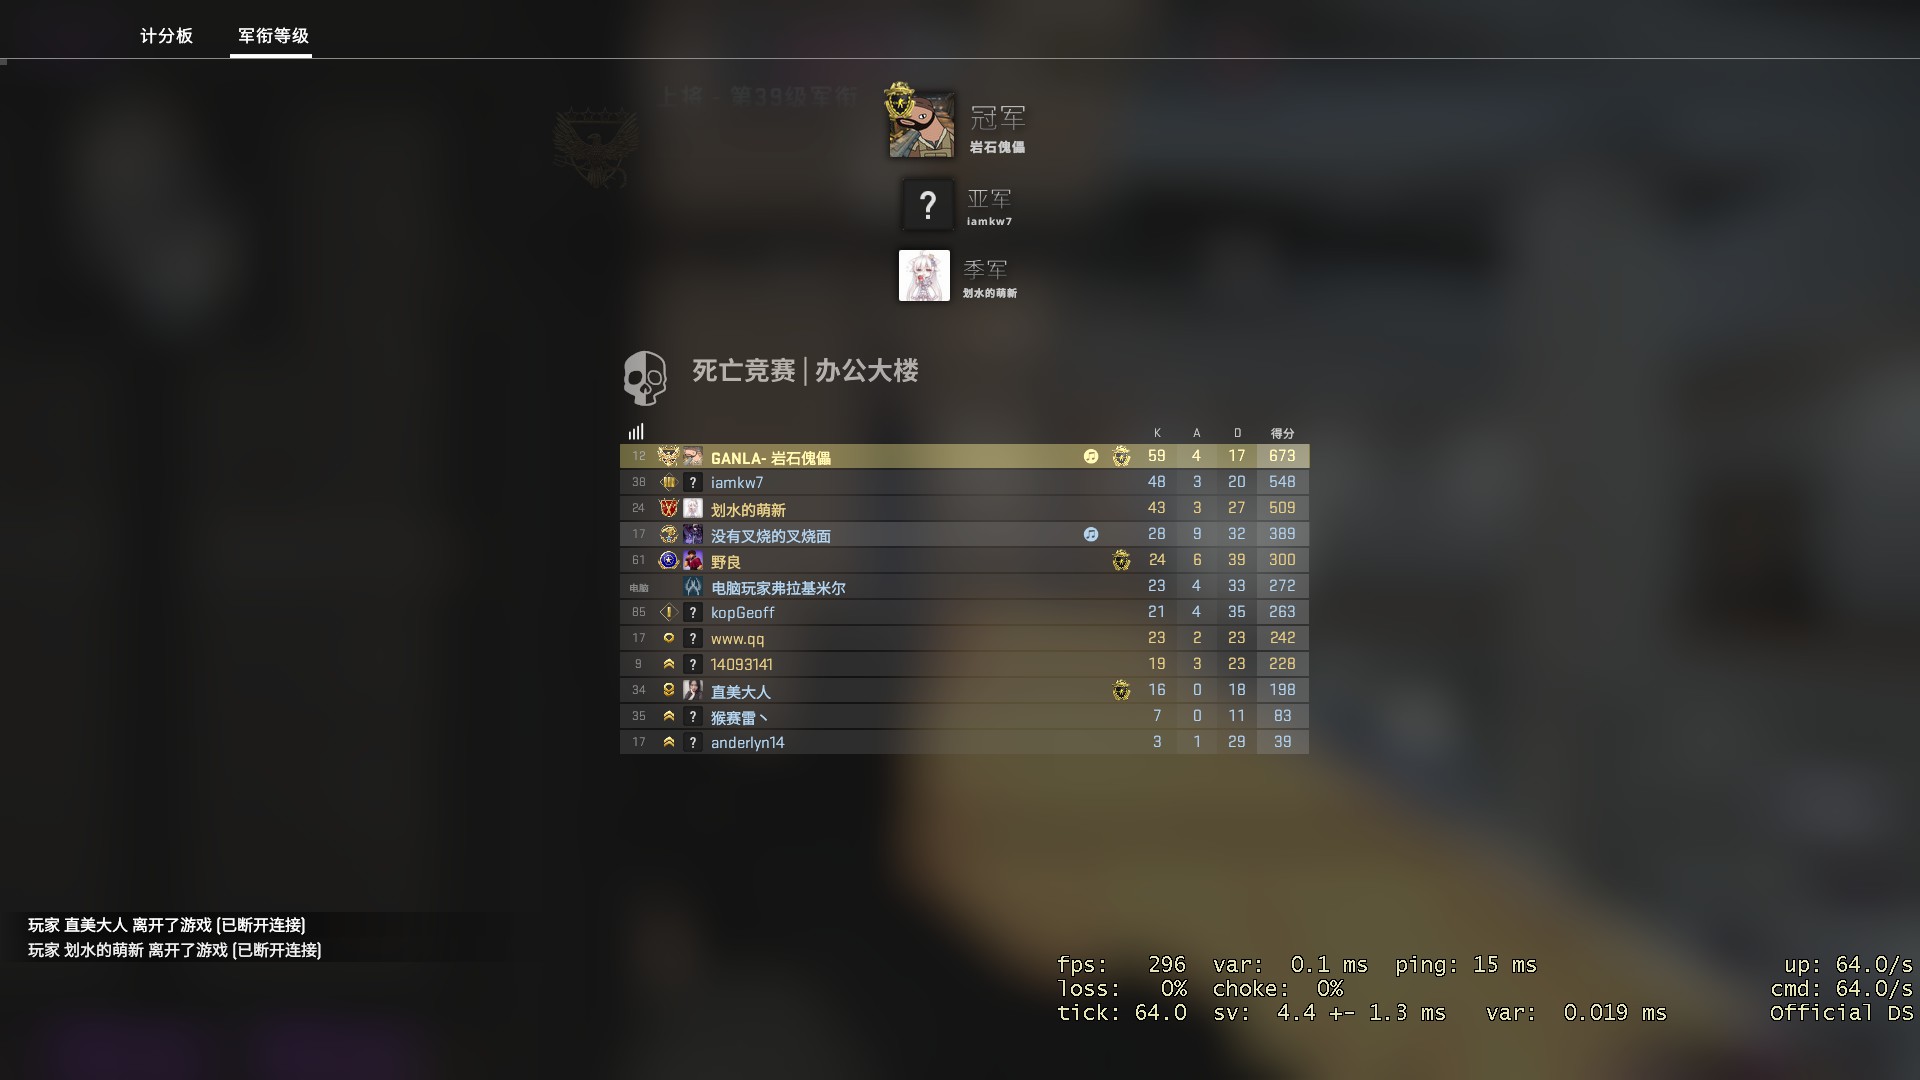 计分板 军衔等级
上将 - 第39级军衔
冠军
岩石傀儡
?
亚军
iamkw7
季军
划水的萌新
死亡竞赛 | 办公大楼
K A D 得分
12 GANLA- 岩石傀儡 59 4 17 673
38 ? iamkw7 48 3 20 548
24 划水的萌新 43 3 27 509
17 没有叉烧的叉烧面 28 9 32 389
61 野良 24 6 39 300
电脑 电脑玩家弗拉基米尔 23 4 33 272
85 ? kopGeoff 21 4 35 263
17 ? www.qq 23 2 23 242
9 ? 14093141 19 3 23 228
34 直美大人 16 0 18 198
35 ? 猴赛雷丶 7 0 11 83
17 ? anderlyn14 3 1 29 39
玩家 直美大人 离开了游戏 (已断开连接)
玩家 划水的萌新 离开了游戏 (已断开连接)
fps: 296 var: 0.1 ms ping: 15 ms up: 64.0/s
loss: 0% choke: 0% cmd: 64.0/s
tick: 64.0 sv: 4.4 +- 1.3 ms var: 0.019 ms Official DS